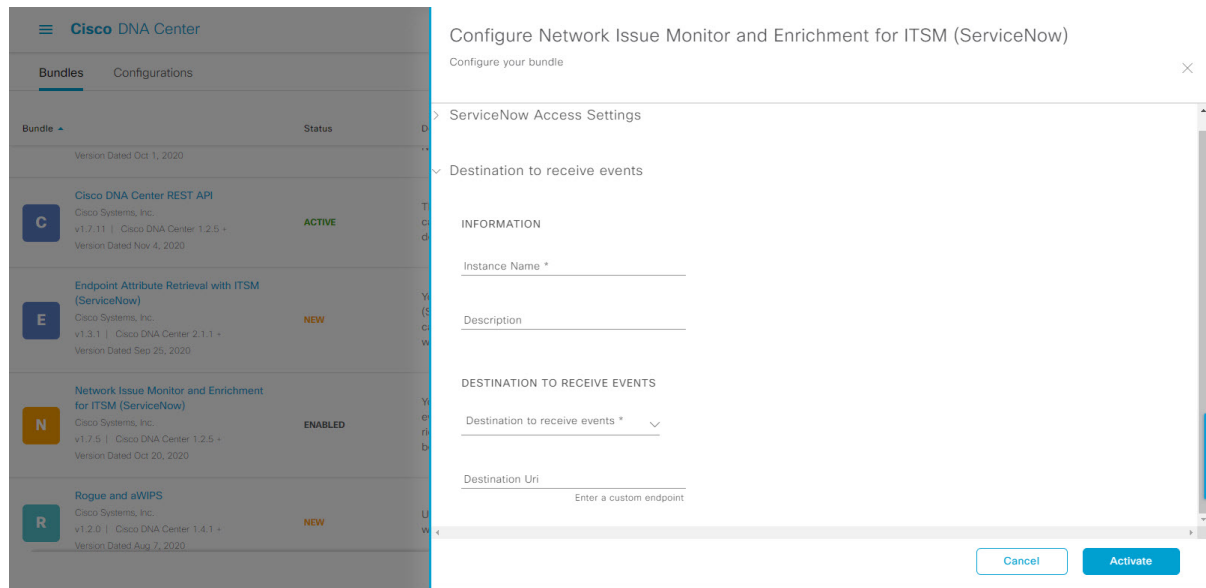 Cisco DNA Center
Bundles Configurations
Bundle Status
Version Dated Oct 1, 2020
C
Cisco DNA Center REST API
Cisco Systems, Inc.
v1.7.11 | Cisco DNA Center 1.2.5 +
Version Dated Nov 4, 2020
ACTIVE
E
Endpoint Attribute Retrieval with ITSM
(ServiceNow)
Cisco Systems, Inc.
v1.3.1 | Cisco DNA Center 2.1.1 +
Version Dated Sep 25, 2020
NEW
N
Network Issue Monitor and Enrichment
for ITSM (ServiceNow)
Cisco Systems, Inc.
v1.7.5 | Cisco DNA Center 1.2.5 +
Version Dated Oct 20, 2020
ENABLED
R
Rogue and aWIPS
Cisco Systems, Inc.
v1.2.0 | Cisco DNA Center 1.4.1 +
Version Dated Aug 7, 2020
NEW
Configure Network Issue Monitor and Enrichment for ITSM (ServiceNow)
Configure your bundle
ServiceNow Access Settings
Destination to receive events
INFORMATION
Instance Name *
Description
DESTINATION TO RECEIVE EVENTS
Destination to receive events *
Destination Uri
Enter a custom endpoint
Cancel Activate